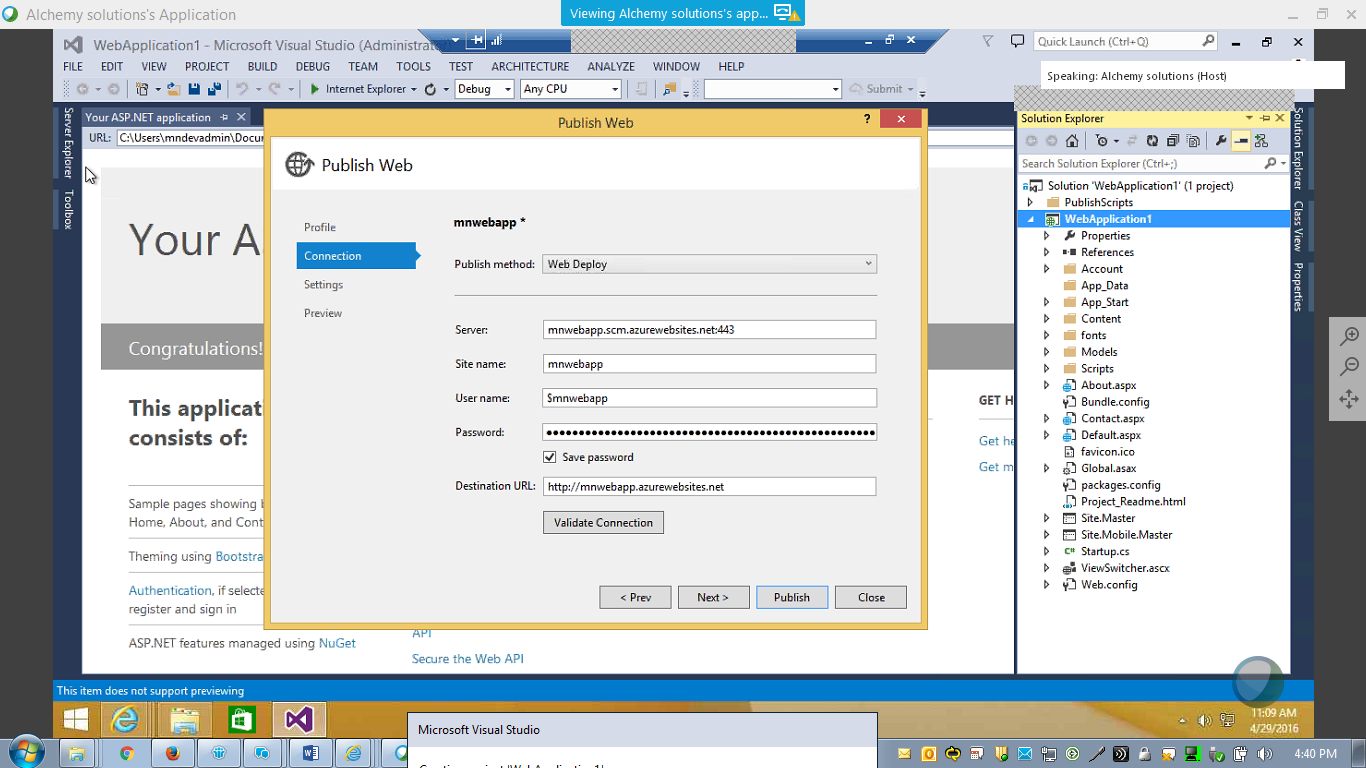 Alchemy solutions's Application
Viewing Alchemy solutions's app...
WebApplication1 - Microsoft Visual Studio (Administrat
Quick Launch (Ctrl+Q)
FILE EDIT VIEW PROJECT BUILD DEBUG TEAM TOOLS TEST ARCHITECTURE ANALYZE WINDOW HELP
Speaking: Alchemy solutions (Host)
Internet Explorer Debug Any CPU Submit
Server Explorer
Toolbox
Your ASP.NET application
URL: C:\Users\mndevadmin\Docu
Your A
Congratulations!
This applicati
consists of:
Sample pages showing b
Home, About, and Cont
Theming using Bootstra
Authentication, if selecte
register and sign in
ASP.NET features managed using NuGet
API
Secure the Web API
GET H
Get he
Get m
Publish Web
?
Publish Web
Profile
Connection
Settings
Preview
mnwebapp *
Publish method: Web Deploy
Server: mnwebapp.scm.azurewebsites.net:443
Site name: mnwebapp
User name: $mnwebapp
Password:
Save password
Destination URL: http://mnwebapp.azurewebsites.net
Validate Connection
< Prev Next > Publish Close
Solution Explorer
Search Solution Explorer (Ctrl+;)
Solution 'WebApplication1' (1 project)
PublishScripts
WebApplication1
Properties
References
Account
App_Data
App_Start
Content
fonts
Models
Scripts
About.aspx
Bundle.config
Contact.aspx
Default.aspx
favicon.ico
Global.asax
packages.config
Project_Readme.html
Site.Master
Site.Mobile.Master
Startup.cs
ViewSwitcher.ascx
Web.config
Solution Explorer
Class View
Properties
This item does not support previewing
11:09 AM
4/29/2016
Microsoft Visual Studio
4:40 PM